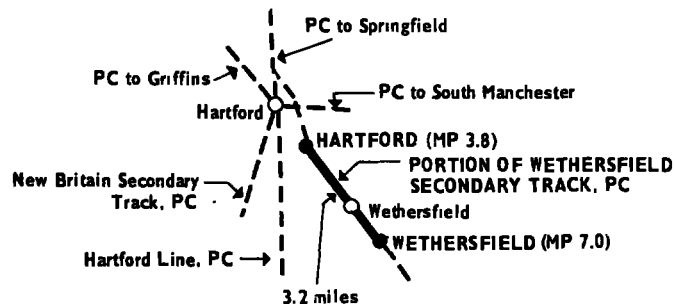 PC to Springfield
PC to Griffins
PC to South Manchester
Hartford
HARTFORD (MP 3.8)
PORTION OF WETHERSFIELD
SECONDARY TRACK, PC
New Britain Secondary
Track, PC
Wethersfield
WETHERSFIELD (MP 7.0)
Hartford Line, PC
3.2 miles